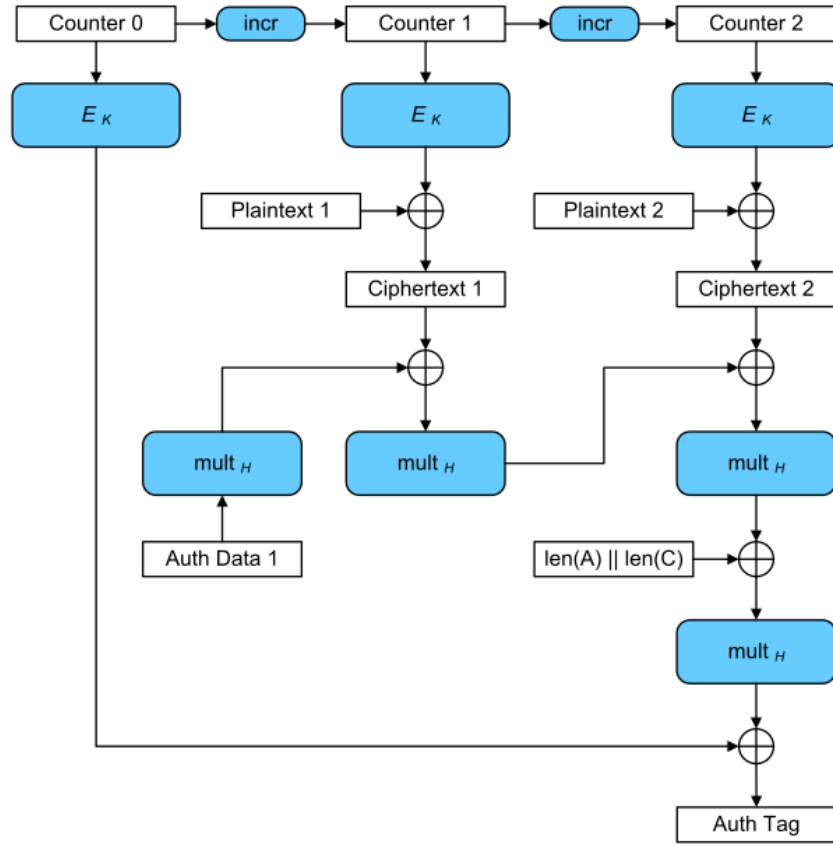 Counter 0
incr
Counter 1
incr
Counter 2
E K
E K
E K
Plaintext 1
Plaintext 2
Ciphertext 1
Ciphertext 2
mult H
mult H
mult H
Auth Data 1
len(A) || len(C)
mult H
Auth Tag